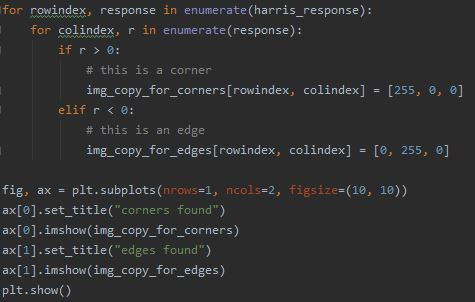 for rowindex, response in enumerate(harris_response):
    for colindex, r in enumerate(response):
        if r > 0:
            # this is a corner
            img_copy_for_corners[rowindex, colindex] = [255, 0, 0]
        elif r < 0:
            # this is an edge
            img_copy_for_edges[rowindex, colindex] = [0, 255, 0]

fig, ax = plt.subplots(nrows=1, ncols=2, figsize=(10, 10))
ax[0].set_title("corners found")
ax[0].imshow(img_copy_for_corners)
ax[1].set_title("edges found")
ax[1].imshow(img_copy_for_edges)
plt.show()